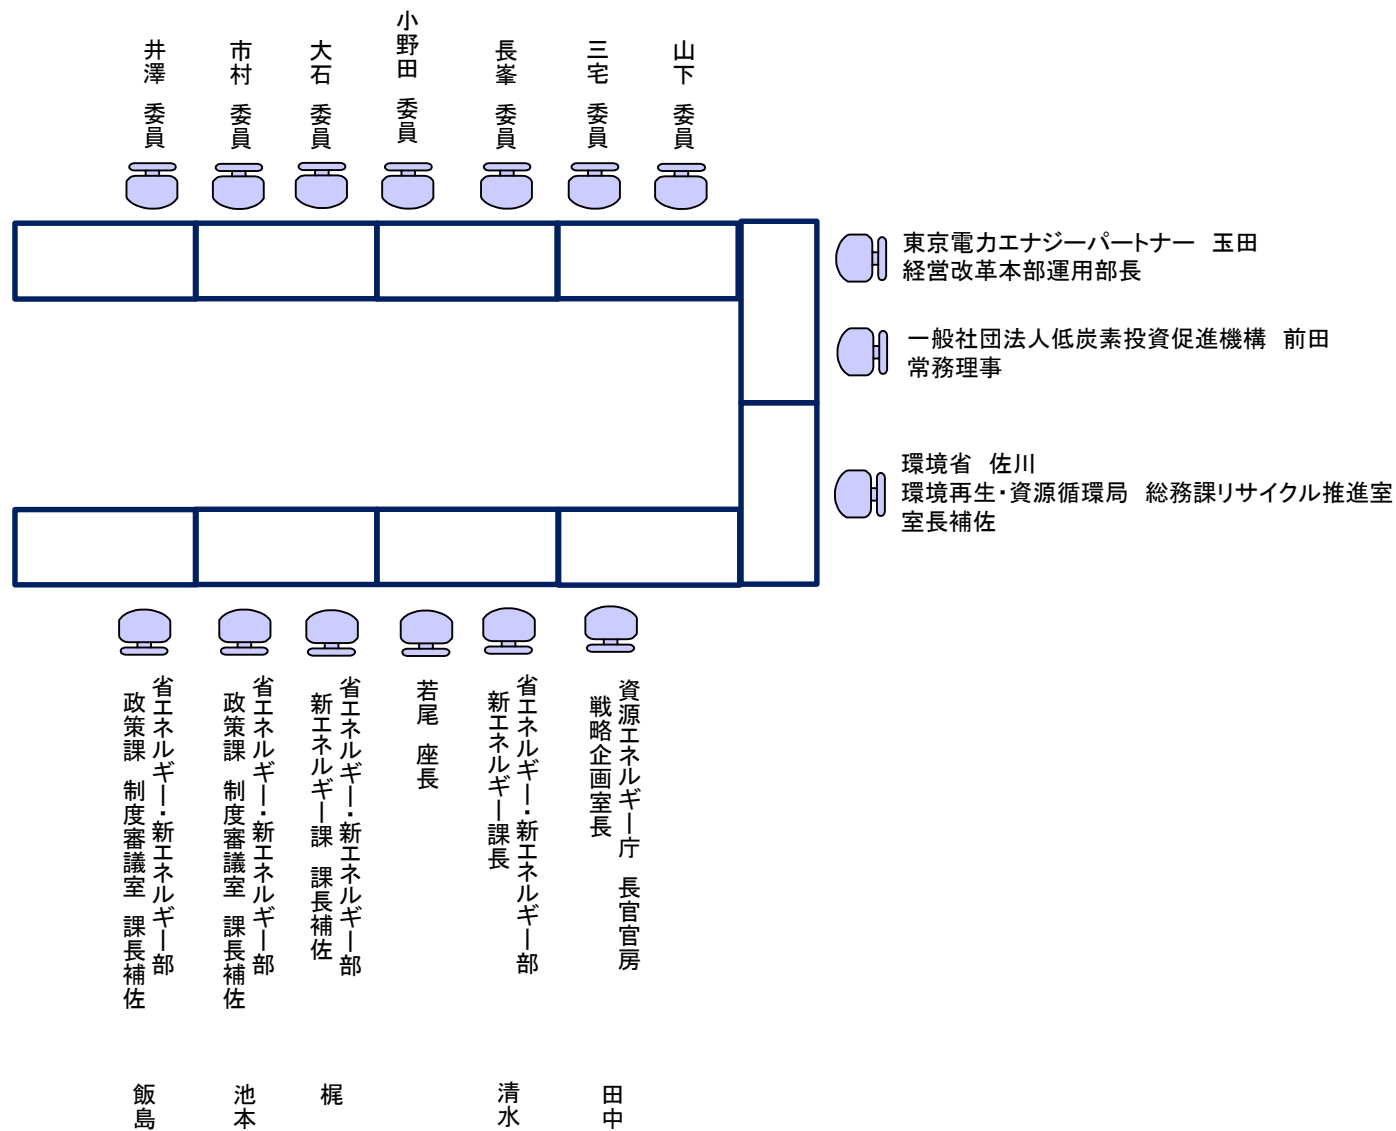 井澤 委員
市村 委員
大石 委員
小野田 委員
長峯 委員
三宅 委員
山下 委員
東京電力エナジーパートナー 玉田
経営改革本部運用部長
一般社団法人低炭素投資促進機構 前田
常務理事
環境省 佐川
環境再生・資源循環局 総務課リサイクル推進室
室長補佐
省エネルギー・新エネルギー部
政策課 制度審議室 課長補佐
飯島
省エネルギー・新エネルギー部
政策課 制度審議室 課長補佐
池本
省エネルギー・新エネルギー部
新エネルギー課 課長補佐
梶
若尾 座長
省エネルギー・新エネルギー部
新エネルギー課長
清水
資源エネルギー庁 長官官房
戦略企画室長
田中